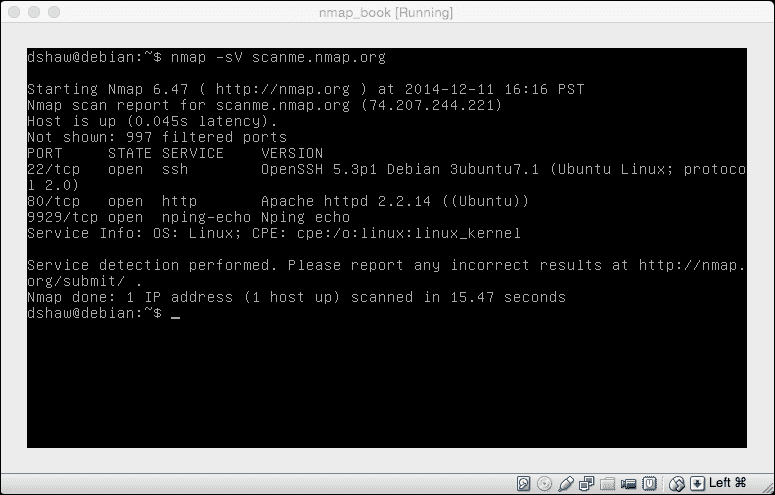 nmap_book [Running]
dshaw@debian:~$ nmap -sV scanme.nmap.org
Starting Nmap 6.47 ( http://nmap.org ) at 2014-12-11 16:16 PST
Nmap scan report for scanme.nmap.org (74.207.244.221)
Host is up (0.045s latency).
Not shown: 997 filtered ports
PORT     STATE SERVICE    VERSION
22/tcp   open  ssh        OpenSSH 5.3p1 Debian 3ubuntu7.1 (Ubuntu Linux; protoco
l 2.0)
80/tcp   open  http       Apache httpd 2.2.14 ((Ubuntu))
9929/tcp open  nping-echo Nping echo
Service Info: OS: Linux; CPE: cpe:/o:linux:linux_kernel
Service detection performed. Please report any incorrect results at http://nmap.
org/submit/ .
Nmap done: 1 IP address (1 host up) scanned in 15.47 seconds
dshaw@debian:~$ _
Left ⌘